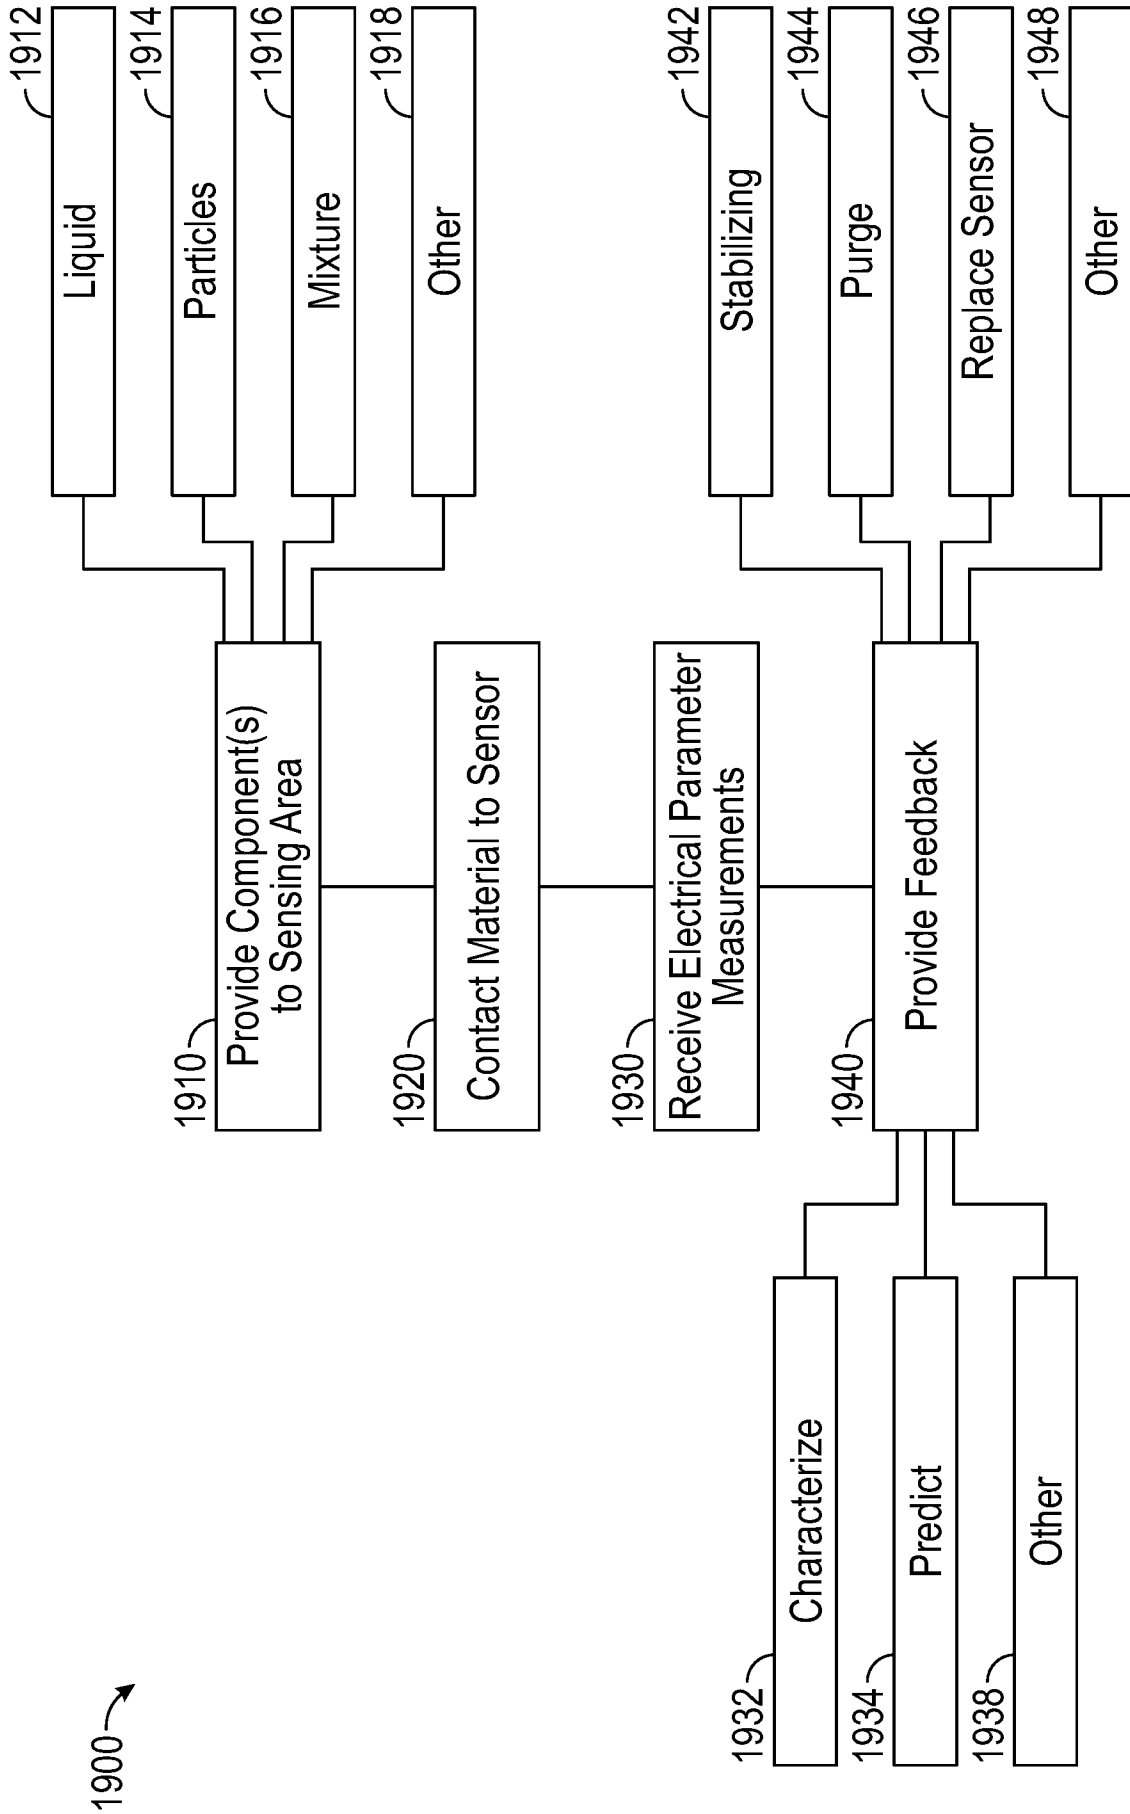 1900
1910
Provide Component(s)
to Sensing Area
1912
Liquid
1914
Particles
1916
Mixture
1918
Other
1920
Contact Material to Sensor
1930
Receive Electrical Parameter
Measurements
1940
Provide Feedback
1932
Characterize
1934
Predict
1938
Other
1942
Stabilizing
1944
Purge
1946
Replace Sensor
1948
Other